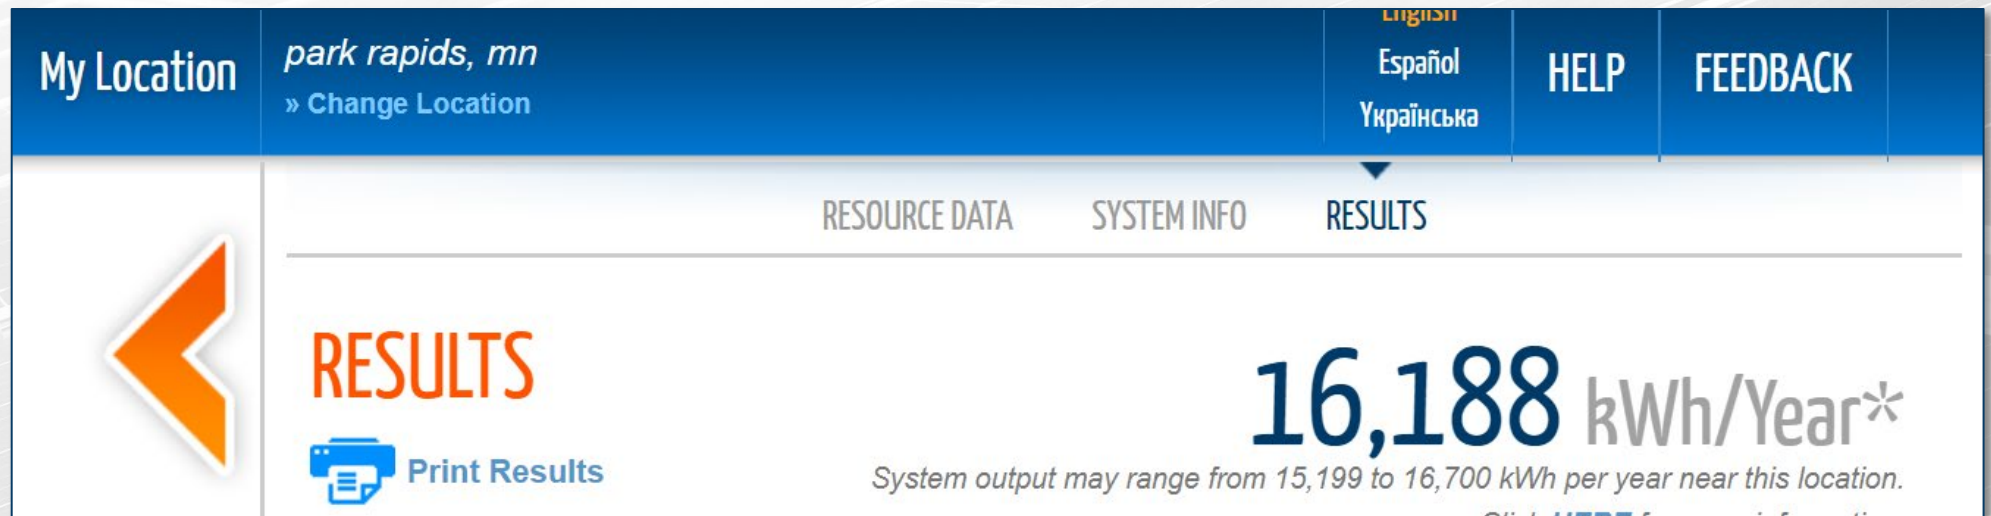 My Location
park rapids, mn
» Change Location
English
Español
Українська
HELP
FEEDBACK
RESOURCE DATA
SYSTEM INFO
RESULTS
RESULTS
16,188 kWh/Year*
Print Results
System output may range from 15,199 to 16,700 kWh per year near this location.